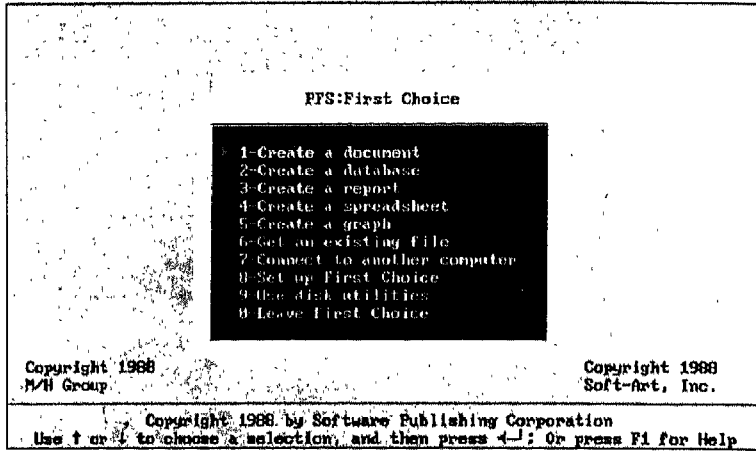 PFS:First Choice
1-Create a document
2-Create a database
3-Create a report
4-Create a spreadsheet
5-Create a graph
6-Get an existing file
7-Connect to another computer
8-Set up First Choice
9-Use disk utilities
0-Leave First Choice
Copyright 1988
M/H Group
Copyright 1988
Soft-Art, Inc.
Copyright 1988 by Software Publishing Corporation
Use ↑ or ↓ to choose a selection, and then press ◄─┘; Or press F1 for Help